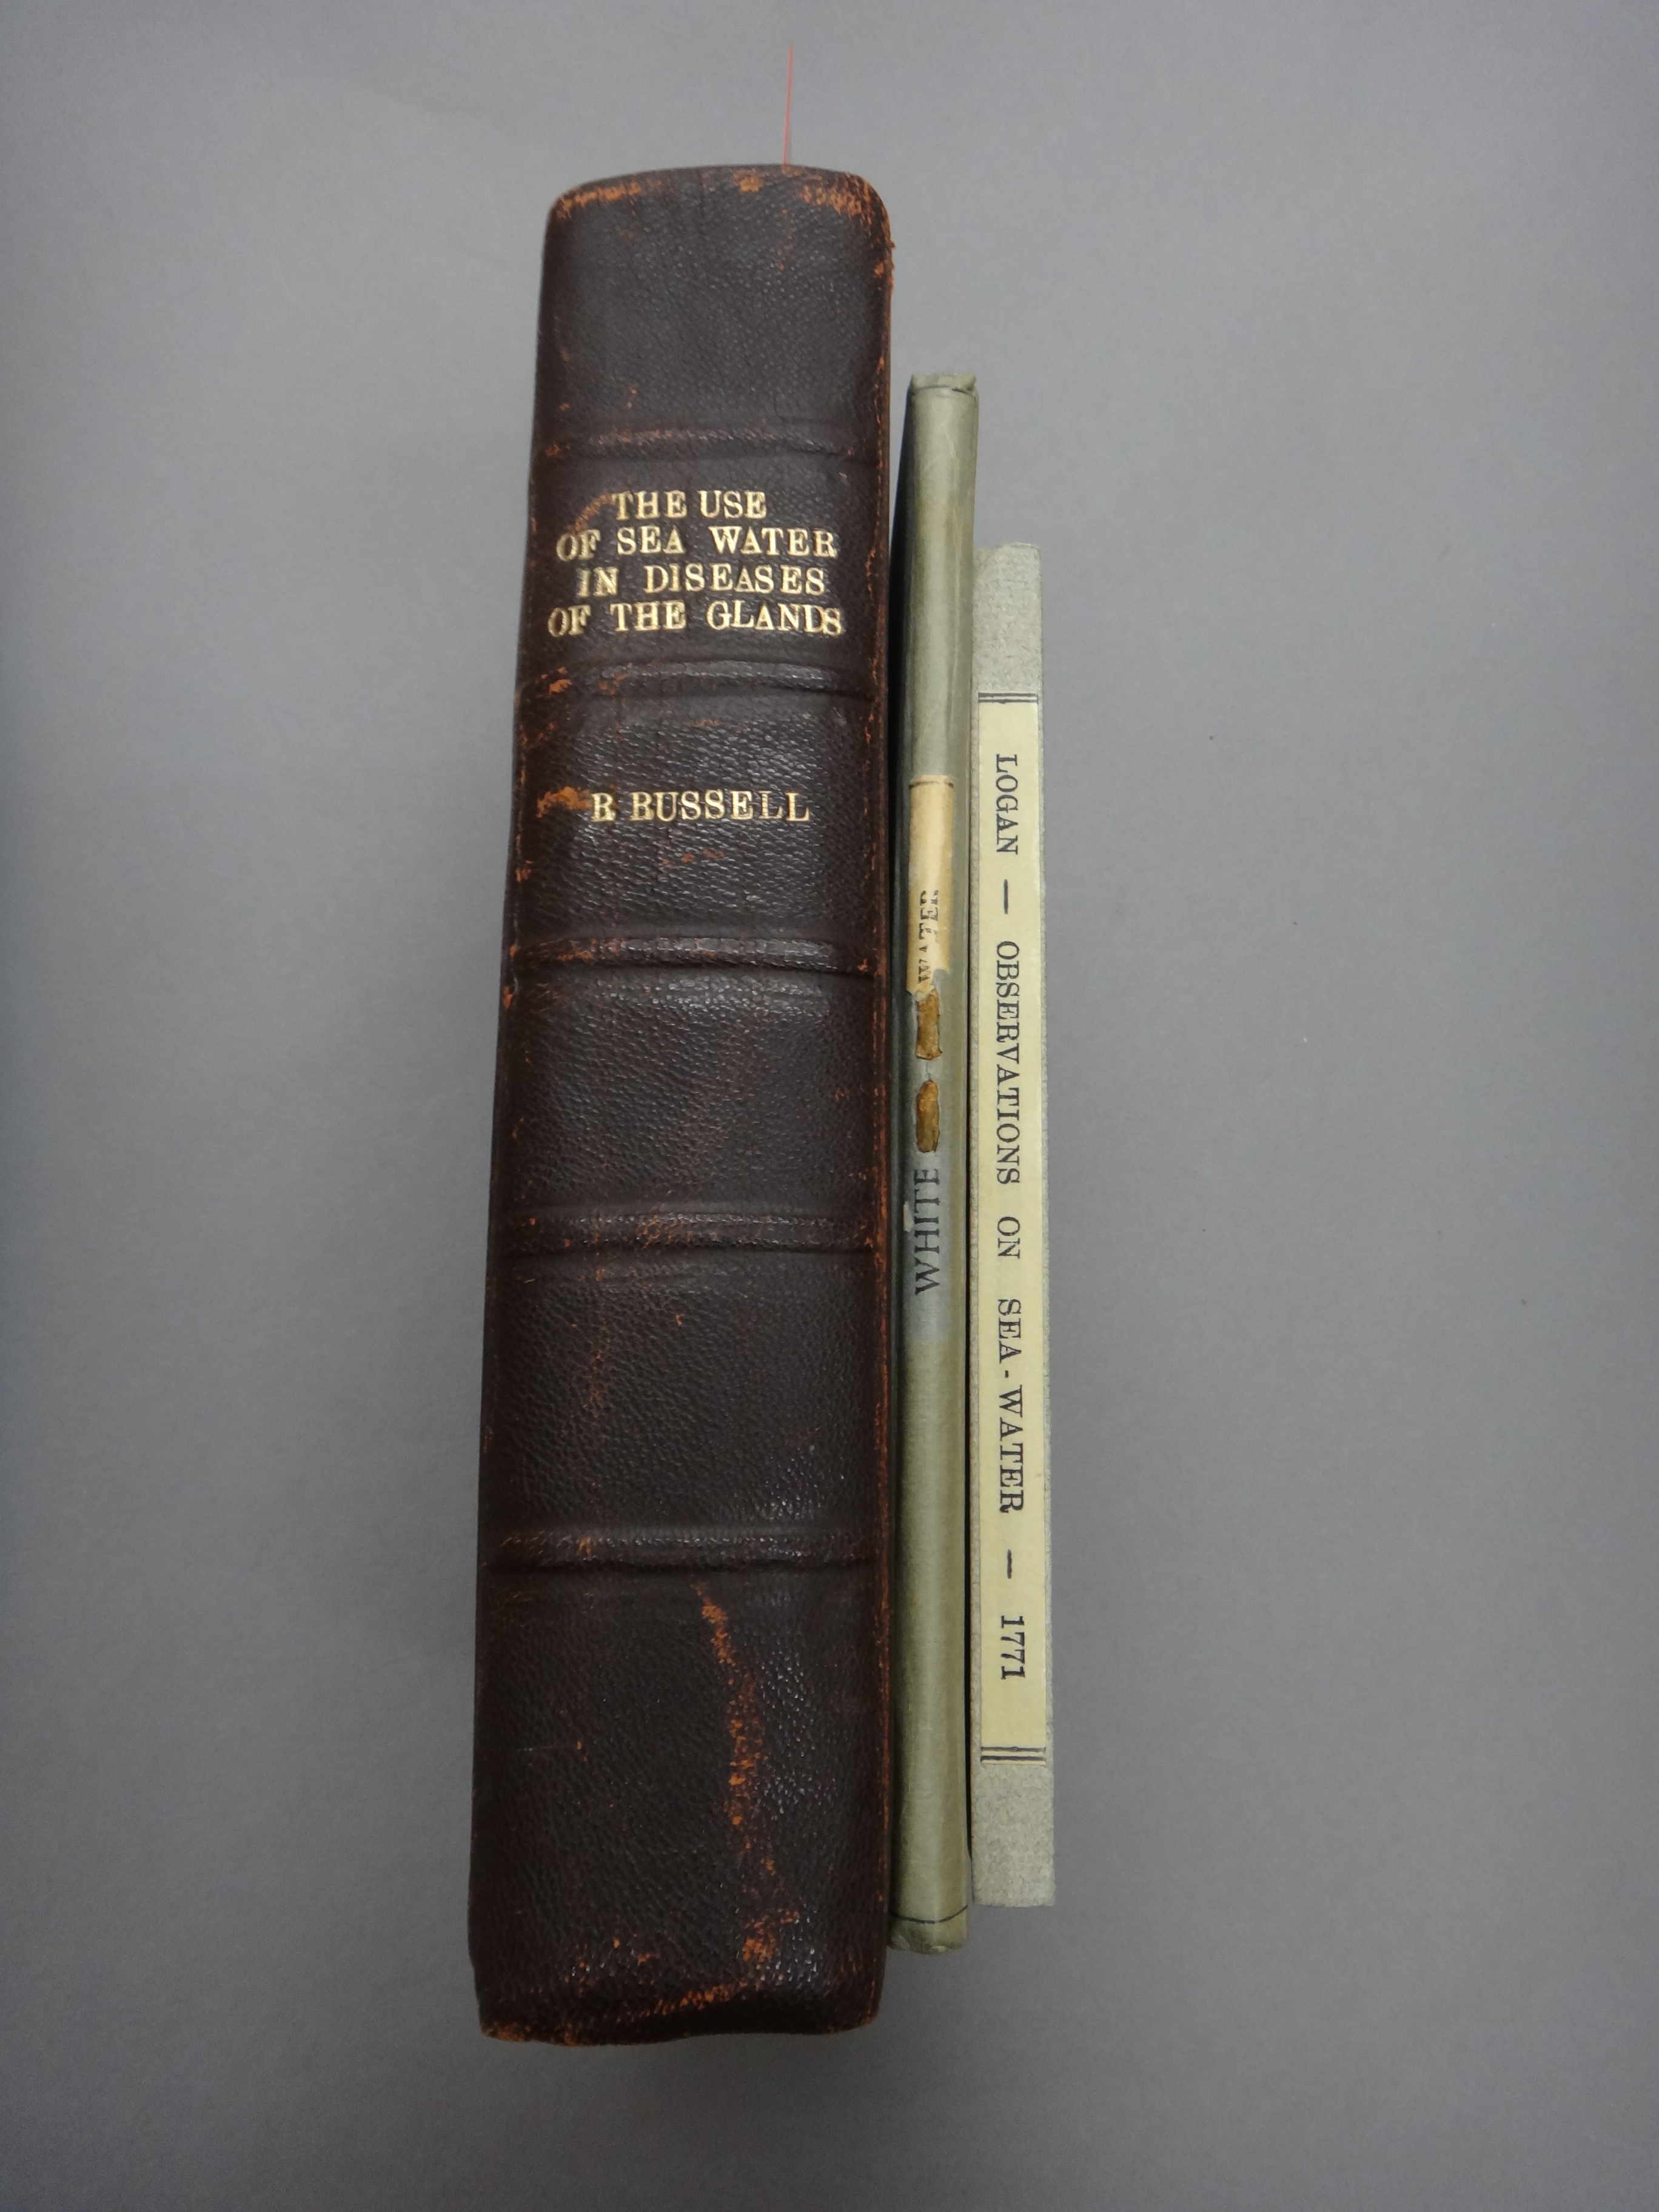 THE USE
OF SEA WATER
IN DISEASES
OF THE GLANDS
R RUSSELL
WHITE
LOGAN — OBSERVATIONS ON SEA-WATER — 1771